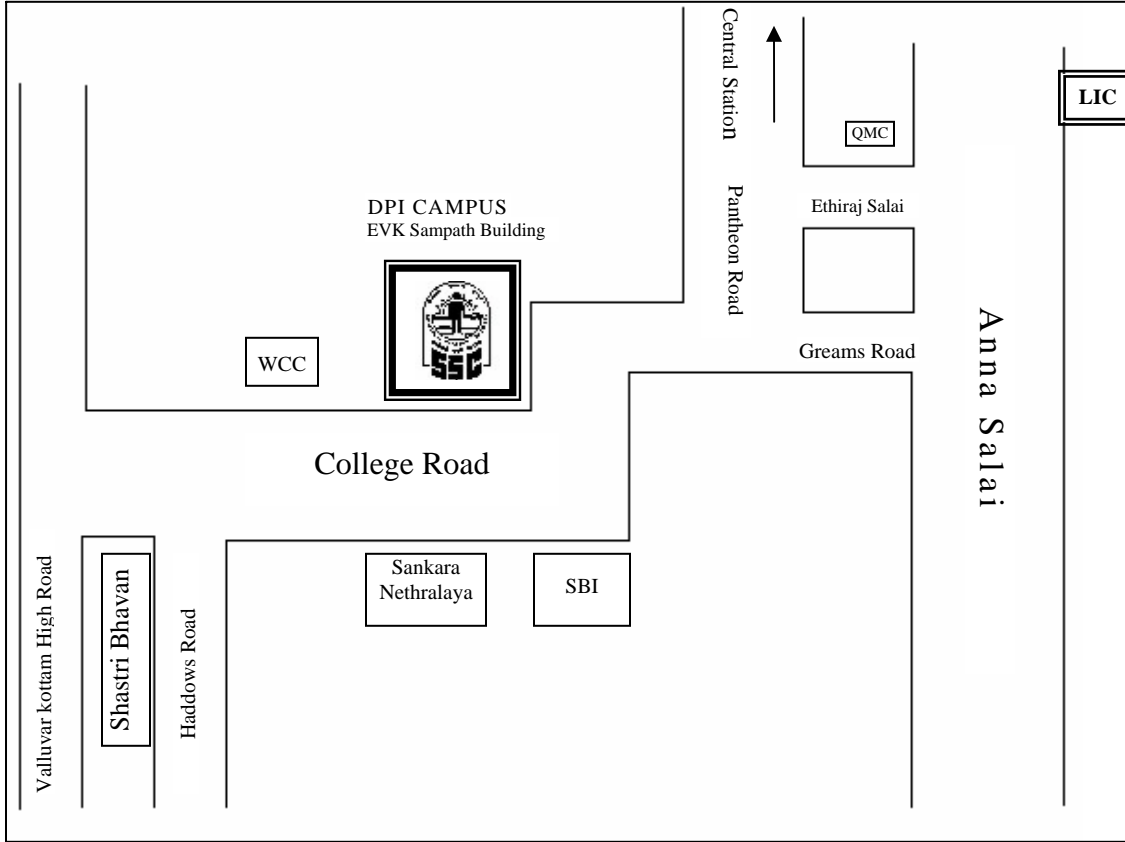 Central Station
LIC
QMC
DPI CAMPUS
EVK Sampath Building
Pantheon Road
Ethiraj Salai
SSC
WCC
Greams Road
Anna Salai
College Road
Valluvar kottam High Road
Shastri Bhavan
Haddows Road
Sankara
Nethralaya
SBI